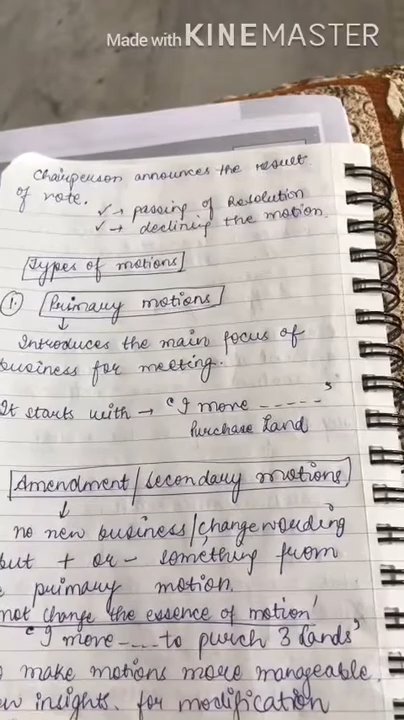 Made with KINEMASTER
Chairperson announces the result
of vote.
✓→ passing of Resolution
✓→ declining the motion.
Types of motions
1. Primary motions
↓
Introduces the main focus of
business for meeting.
It starts with → "I move -----"
Purchase Land
Amendment/secondary motions
↓
no new business/change wording
but + or - something from
primary motion.
not change the essence of motion'
"I move -... to purch 3 lands"
make motions more manageable.
insights for modification